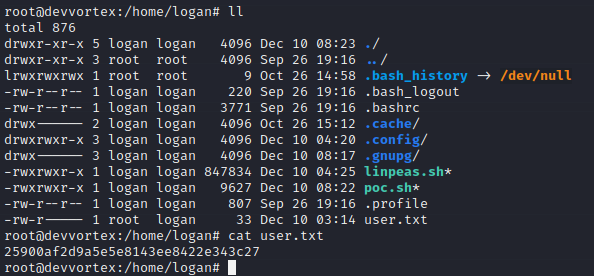 root@devvortex:/home/logan# ll
total 876
drwxr-xr-x 5 logan logan   4096 Dec 10 08:23 ./
drwxr-xr-x 3 root  root    4096 Sep 26 19:16 ../
lrwxrwxrwx 1 root  root       9 Oct 26 14:58 .bash_history -> /dev/null
-rw-r--r-- 1 logan logan    220 Sep 26 19:16 .bash_logout
-rw-r--r-- 1 logan logan   3771 Sep 26 19:16 .bashrc
drwx------ 2 logan logan   4096 Oct 26 15:12 .cache/
drwxrwxr-x 3 logan logan   4096 Dec 10 04:20 .config/
drwx------ 3 logan logan   4096 Dec 10 08:17 .gnupg/
-rwxrwxr-x 1 logan logan 847834 Dec 10 04:25 linpeas.sh*
-rwxrwxr-x 1 logan logan   9627 Dec 10 08:22 poc.sh*
-rw-r--r-- 1 logan logan    807 Sep 26 19:16 .profile
-rw-r----- 1 root  logan     33 Dec 10 03:14 user.txt
root@devvortex:/home/logan# cat user.txt
25900af2d9a5e5e8143ee8422e343c27
root@devvortex:/home/logan#